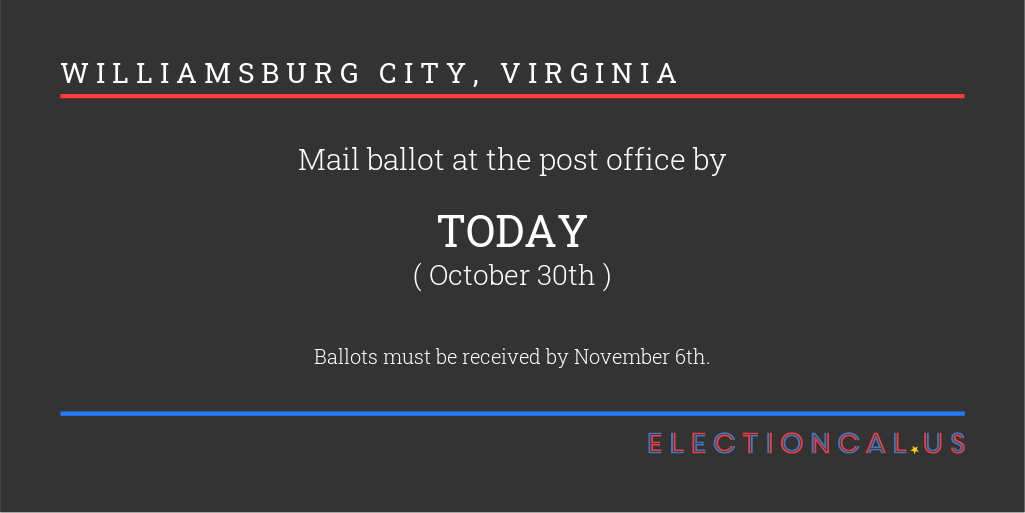 WILLIAMSBURG CITY, VIRGINIA
Mail ballot at the post office by
TODAY
( October 30th )
Ballots must be received by November 6th.
ELECTIONCAL.US